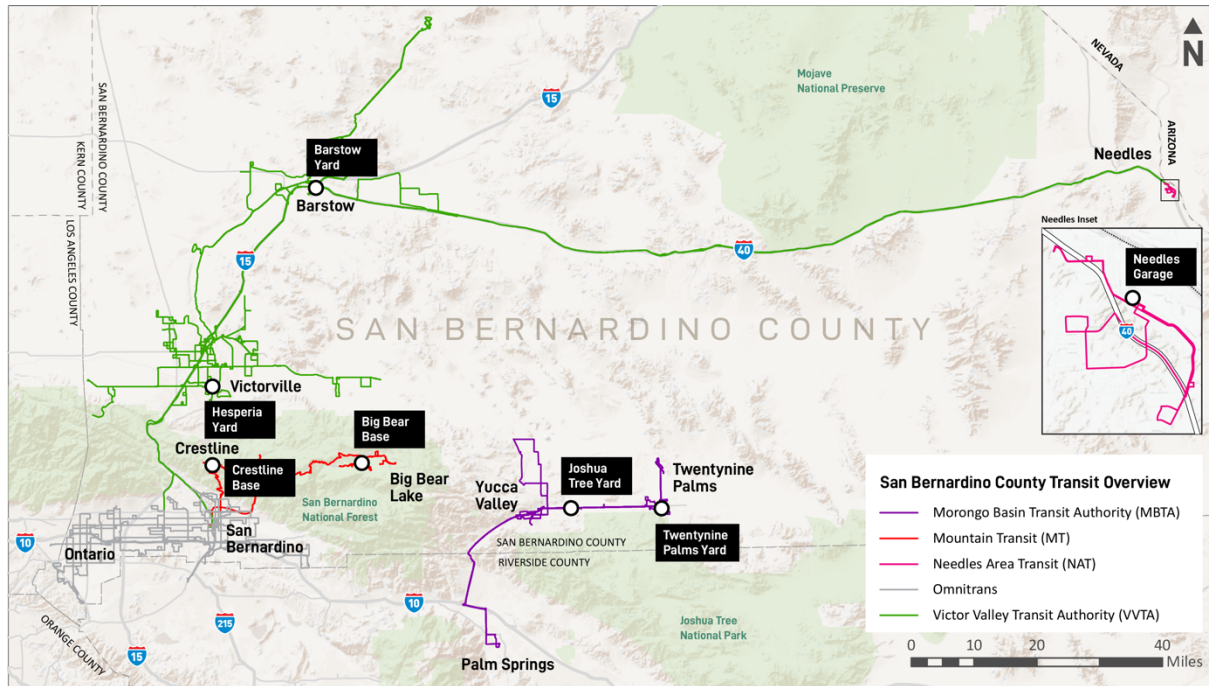 N
NEVADA
ARIZONA
15
Mojave
National Preserve
SAN BERNARDINO COUNTY
KERN COUNTY
LOS ANGELES COUNTY
Barstow
Yard
Barstow
Needles
Needles Inset
Needles
Garage
40
15
40
SAN BERNARDINO COUNTY
Victorville
Hesperia
Yard
Crestline
Crestline
Base
Big Bear
Base
Big Bear
Lake
San Bernardino
National Forest
Yucca
Valley
Joshua
Tree Yard
Twentynine
Palms
Twentynine
Palms Yard
SAN BERNARDINO COUNTY
RIVERSIDE COUNTY
10
Ontario
San
Bernardino
215
15
ORANGE COUNTY
10
Palm Springs
Joshua Tree
National Park
San Bernardino County Transit Overview
Morongo Basin Transit Authority (MBTA)
Mountain Transit (MT)
Needles Area Transit (NAT)
Omnitrans
Victor Valley Transit Authority (VVTA)
0 10 20 30 40
Miles